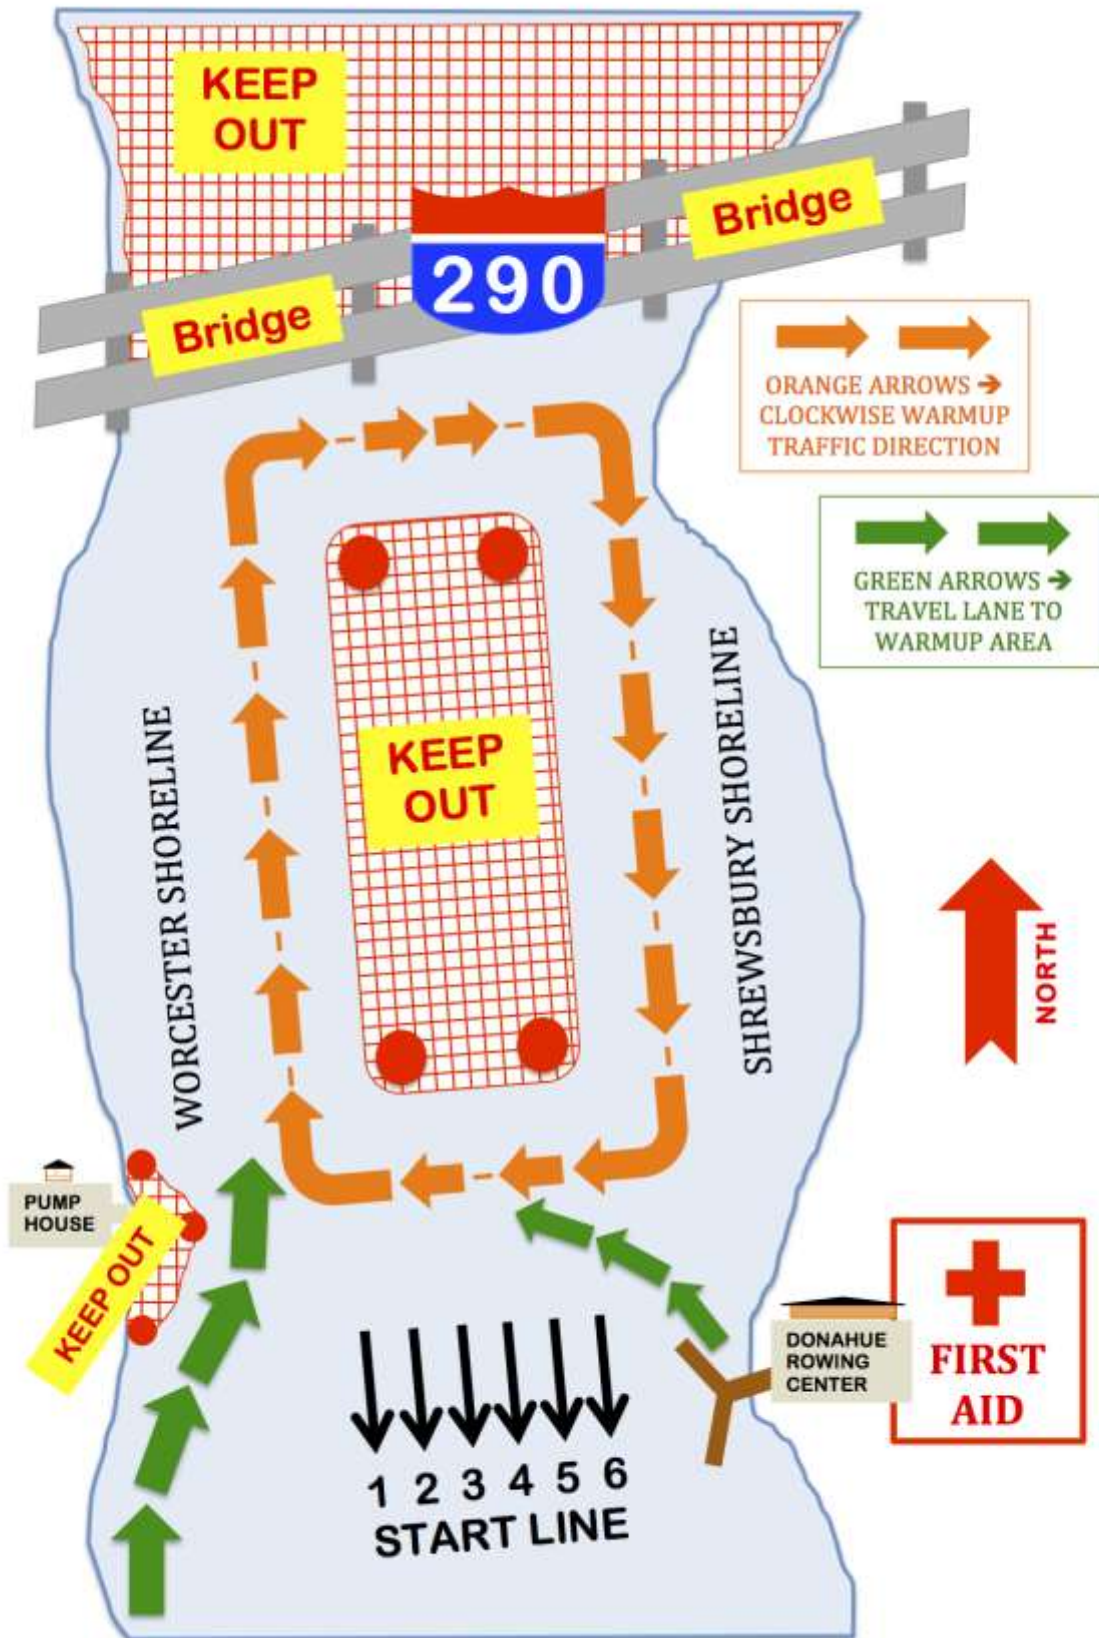 KEEP
OUT
Bridge
290
Bridge
ORANGE ARROWS ➔
CLOCKWISE WARMUP
TRAFFIC DIRECTION
GREEN ARROWS ➔
TRAVEL LANE TO
WARMUP AREA
KEEP
OUT
WORCESTER SHORELINE
SHREWSBURY SHORELINE
NORTH
PUMP
HOUSE
KEEP OUT
DONAHUE
ROWING
CENTER
FIRST
AID
1 2 3 4 5 6
START LINE